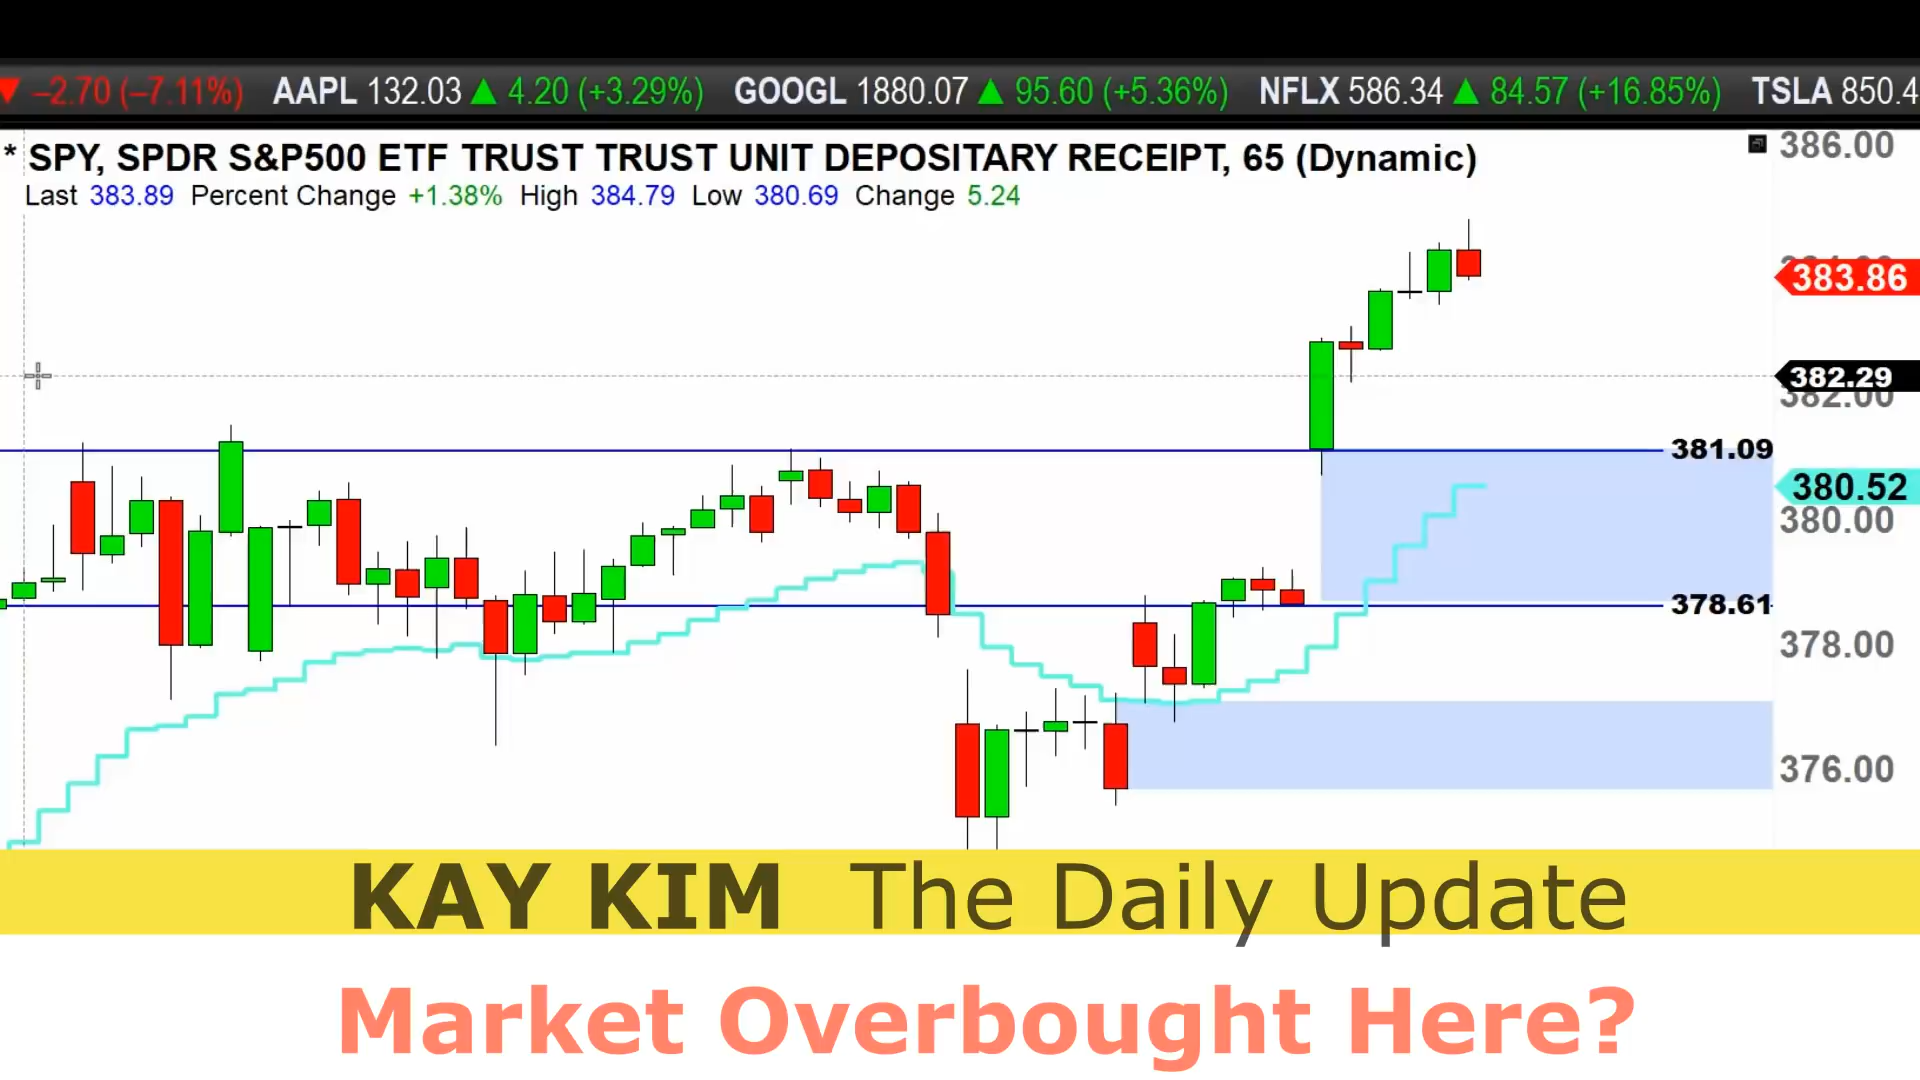 ▼ –2.70 (–7.11%) AAPL 132.03 ▲ 4.20 (+3.29%) GOOGL 1880.07 ▲ 95.60 (+5.36%) NFLX 586.34 ▲ 84.57 (+16.85%) TSLA 850.4
* SPY, SPDR S&P500 ETF TRUST TRUST UNIT DEPOSITARY RECEIPT, 65 (Dynamic)
386.00
Last 383.89 Percent Change +1.38% High 384.79 Low 380.69 Change 5.24
383.86
382.29
382.00
381.09
380.52
380.00
378.61
378.00
376.00
KAY KIM The Daily Update
Market Overbought Here?